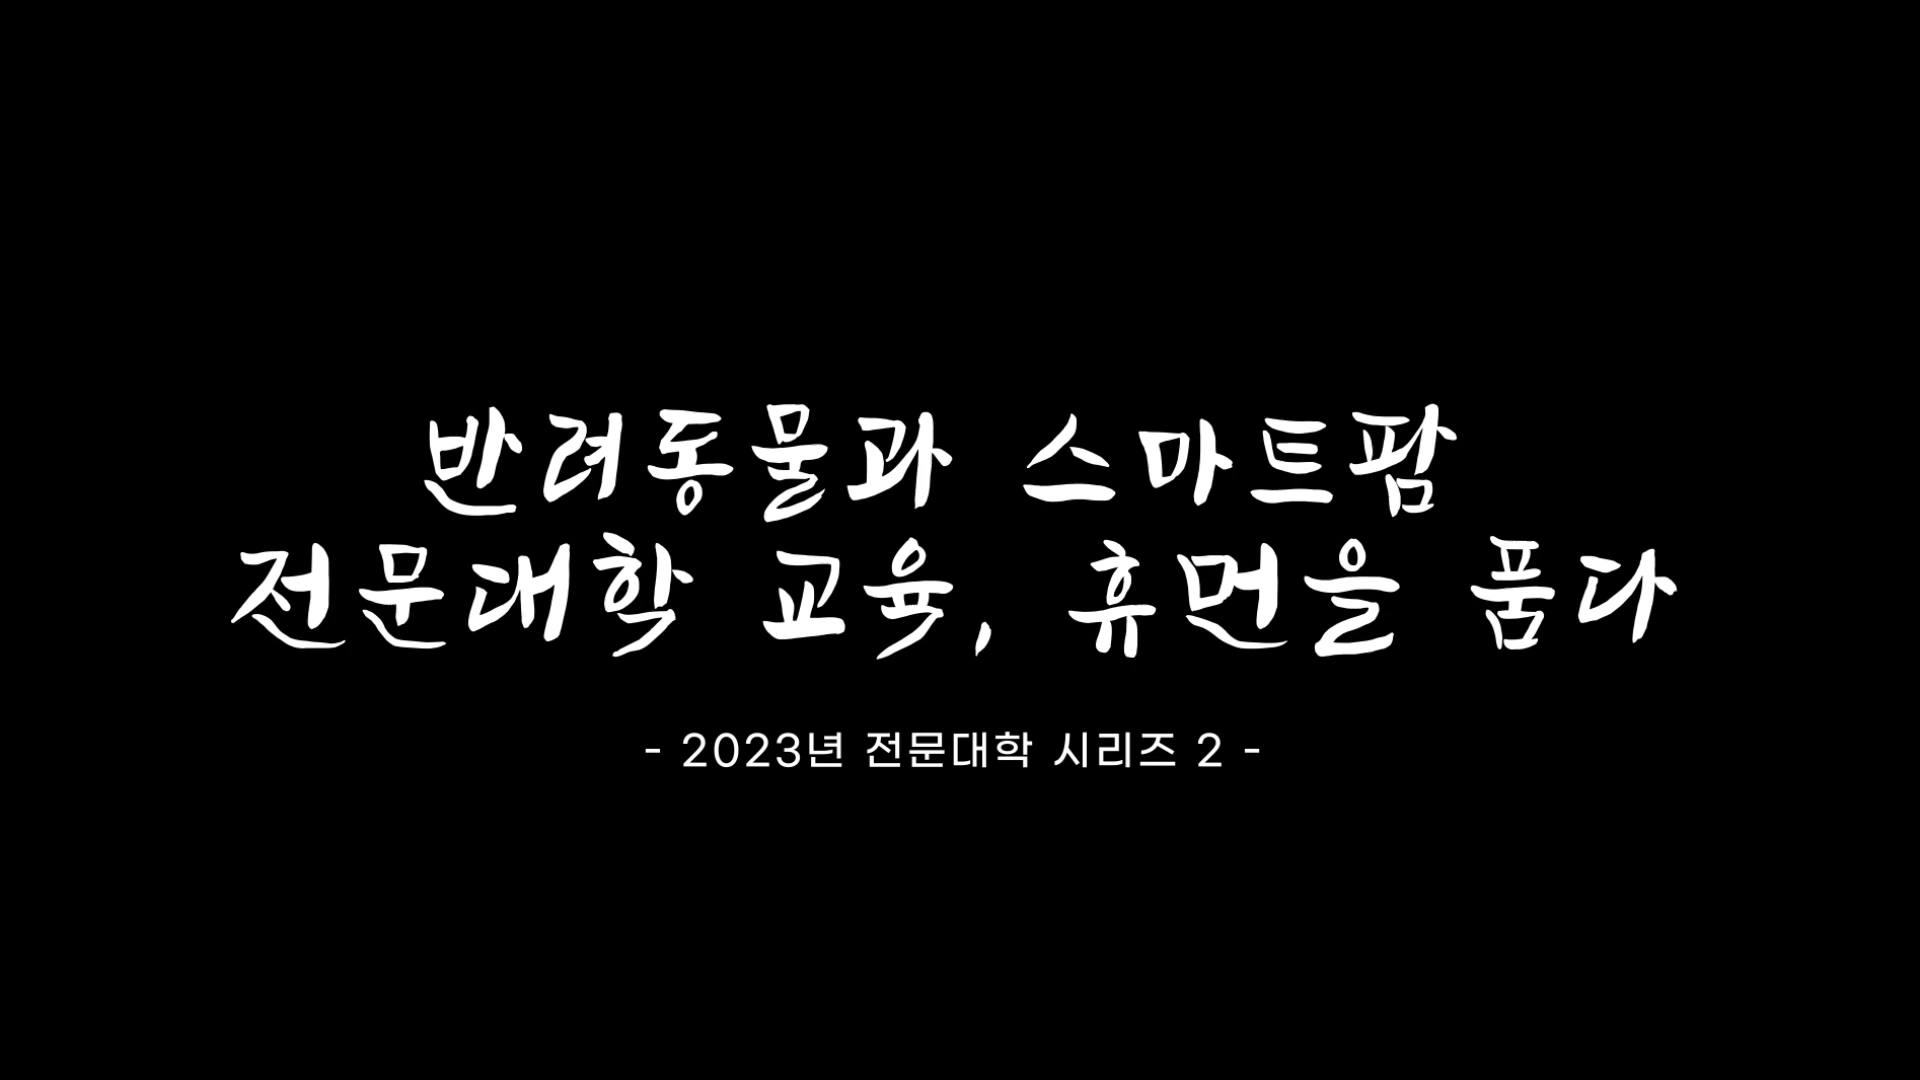 반려동물과 스마트팜
전문대학 교육, 휴먼을 품다
- 2023년 전문대학 시리즈 2 -